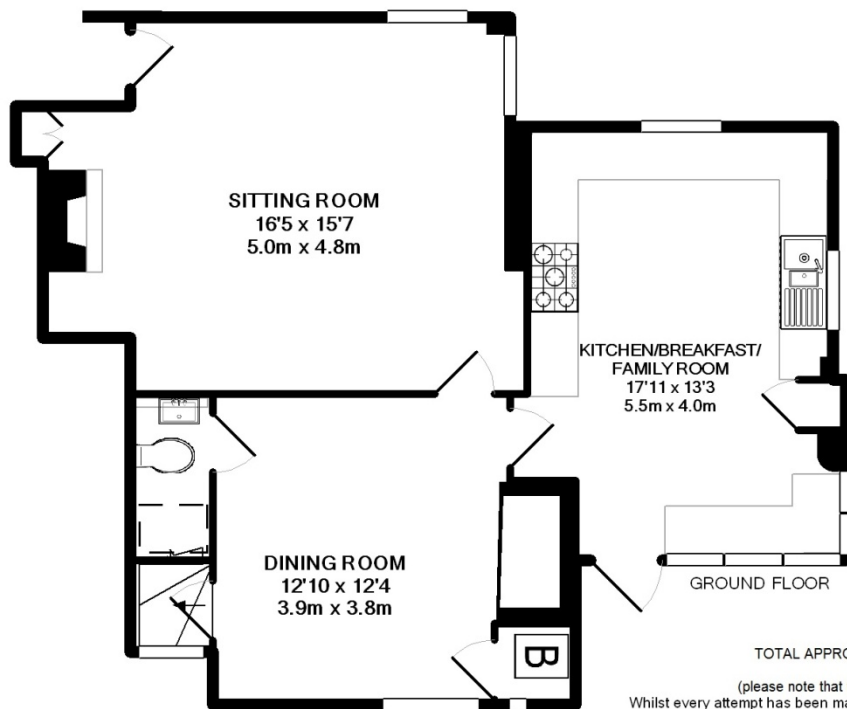 SITTING ROOM
16'5 x 15'7
5.0m x 4.8m
KITCHEN/BREAKFAST/
FAMILY ROOM
17'11 x 13'3
5.5m x 4.0m
DINING ROOM
12'10 x 12'4
3.9m x 3.8m
B
GROUND FLOOR
TOTAL APPRO
(please note that
Whilst every attempt has been ma